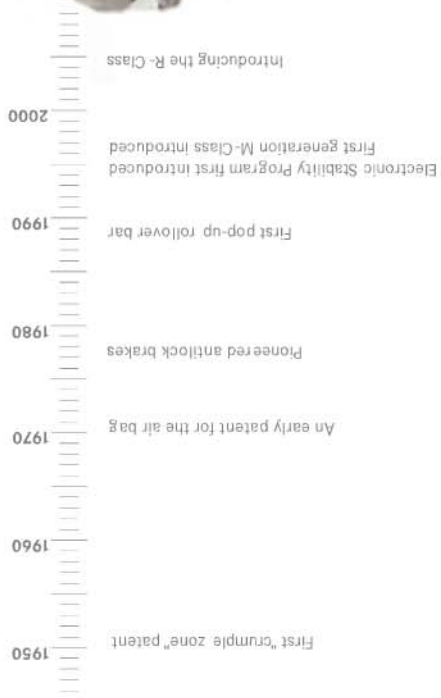 1950
First "crumple zone" patent
1960
1970
An early patent for the air bag
Pioneered antilock brakes
1980
First pop-up rollover bar
1990
Electronic Stability Program first introduced
First generation M-Class introduced
2000
Introducing the R-Class